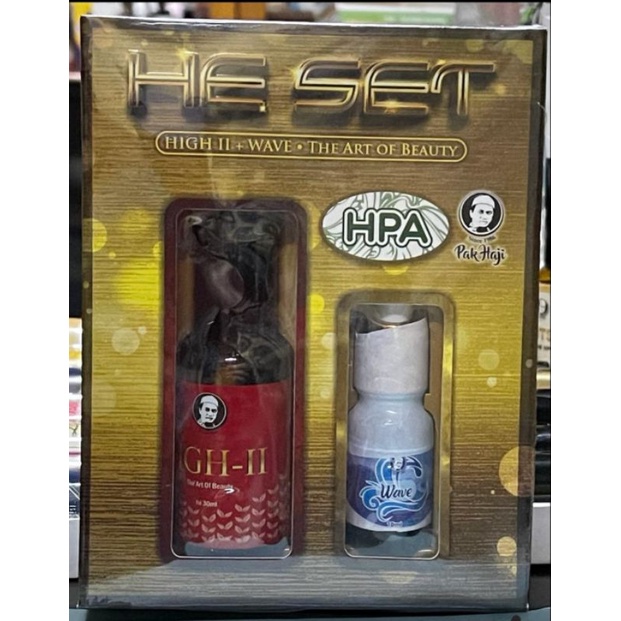 HE SET
HIGH II + WAVE • THE ART OF BEAUTY
HPA
Pak Haji
GH-II
The Art Of Beauty
30ml
Wave